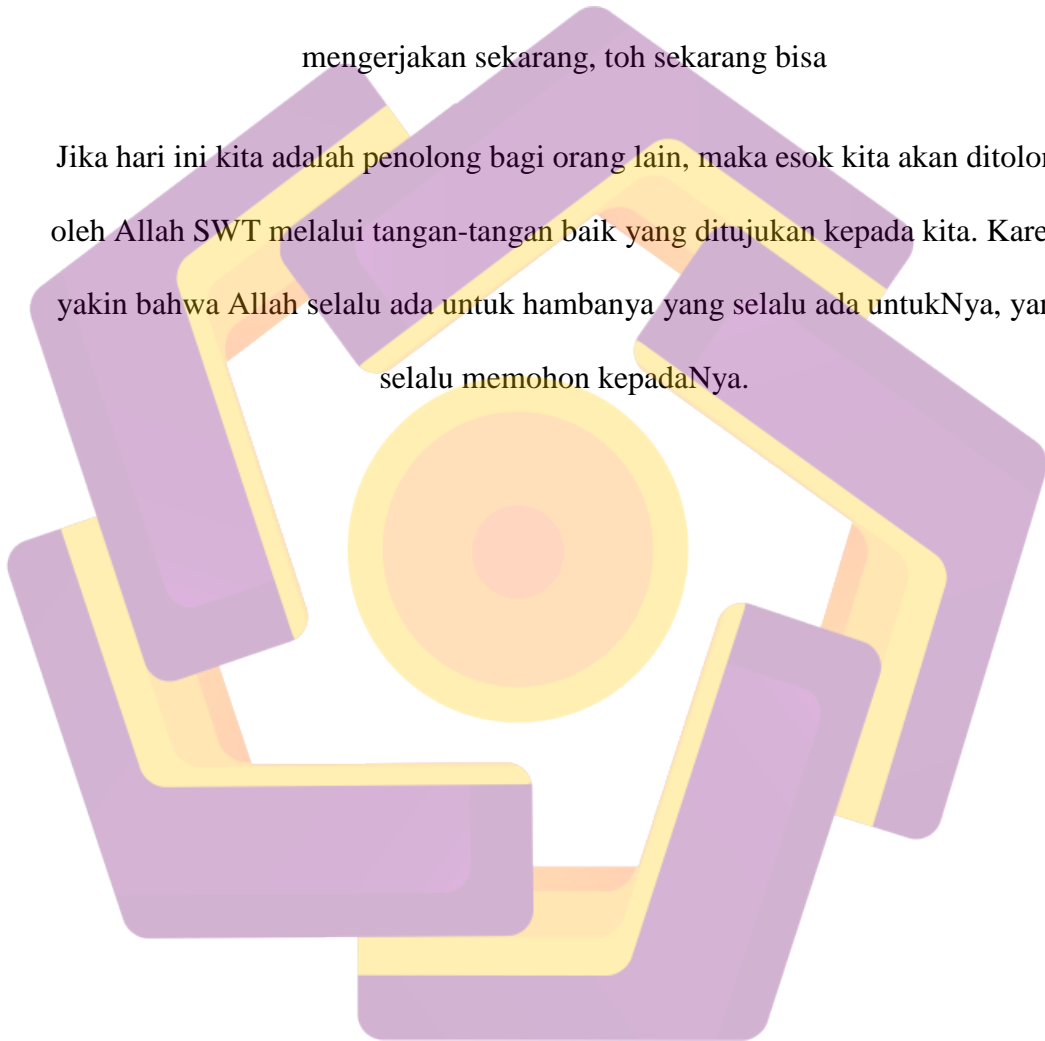 mengerjakan sekarang, toh sekarang bisa
Jika hari ini kita adalah penolong bagi orang lain, maka esok kita akan ditolon
oleh Allah SWT melalui tangan-tangan baik yang ditujukan kepada kita. Kare
yakin bahwa Allah selalu ada untuk hambanya yang selalu ada untukNya, yan
selalu memohon kepadaNya.